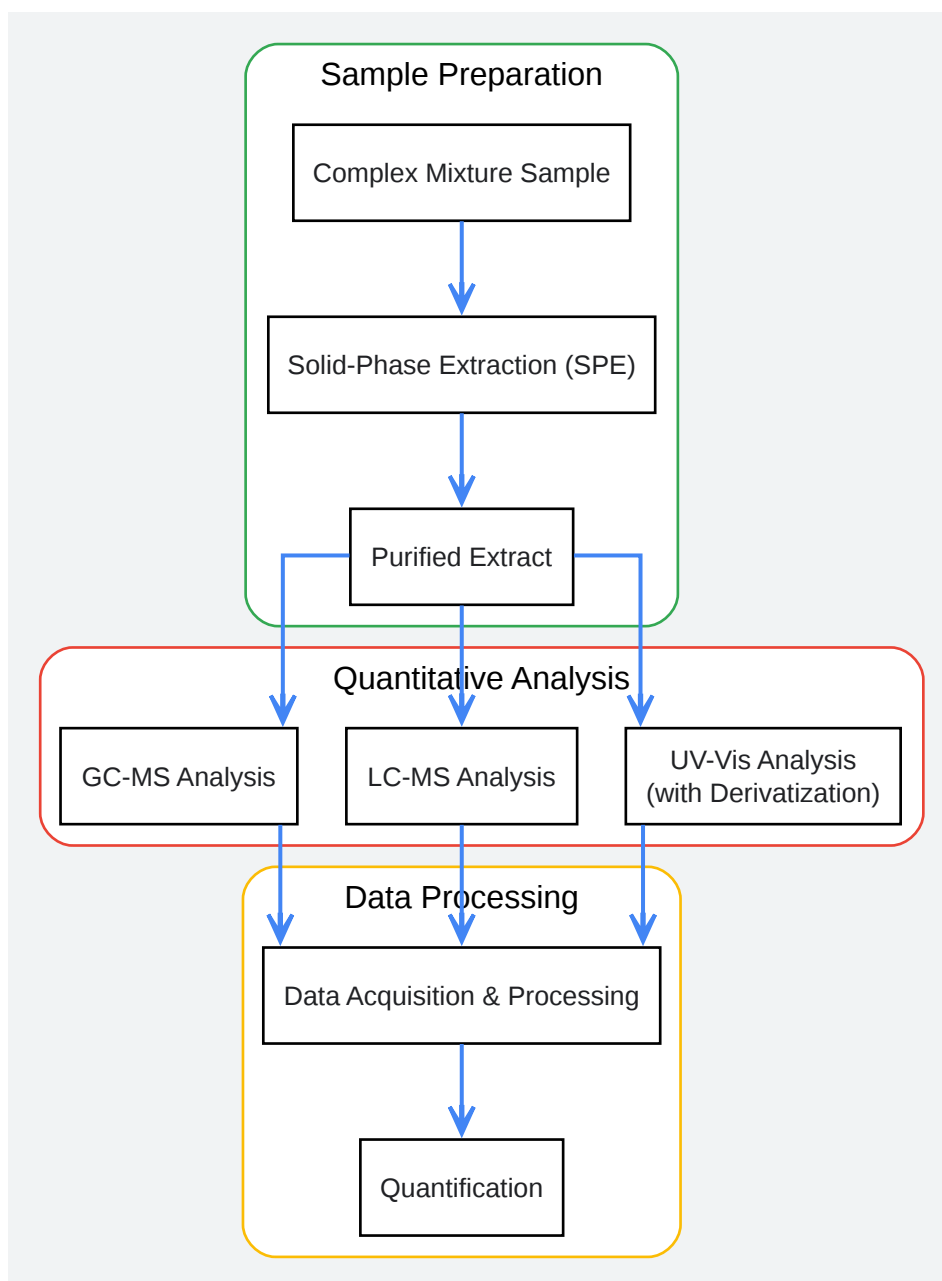 Sample Preparation
Complex Mixture Sample
Solid-Phase Extraction (SPE)
Purified Extract
Quantitative Analysis
GC-MS Analysis
LC-MS Analysis
UV-Vis Analysis
(with Derivatization)
Data Processing
Data Acquisition & Processing
Quantification